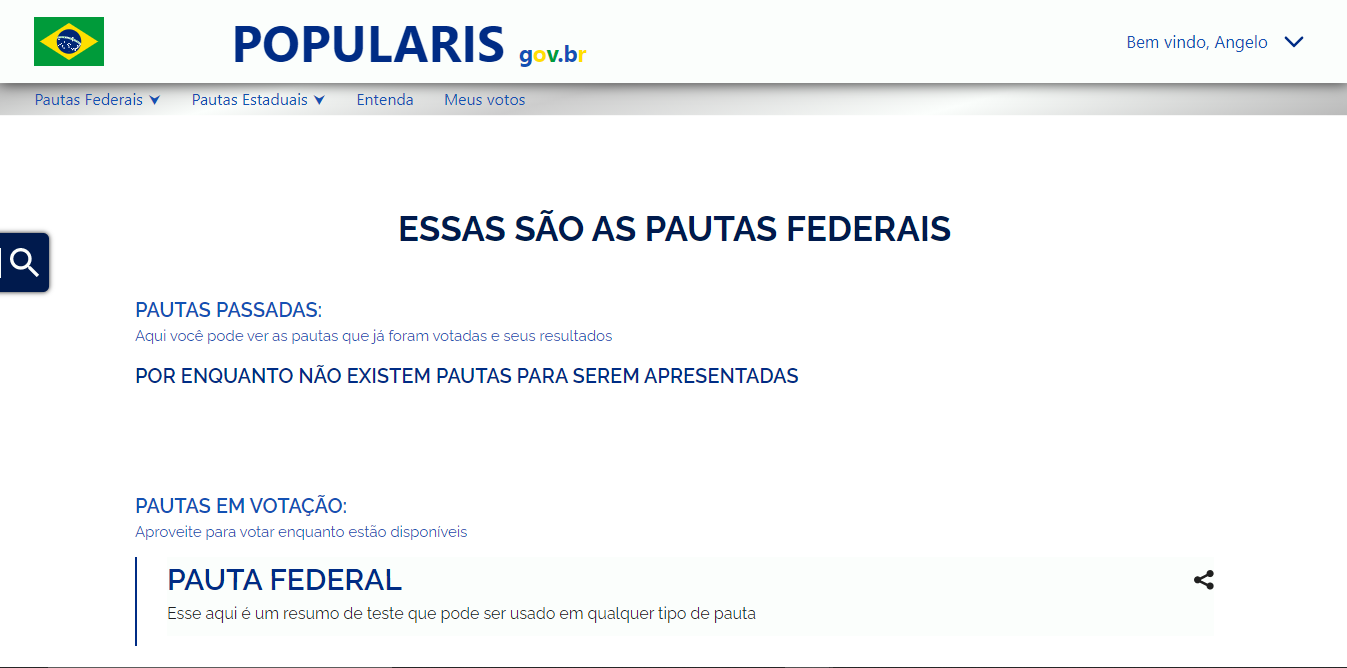 POPULARIS gov.br
Bem vindo, Angelo
Pautas Federais Pautas Estaduais Entenda Meus votos
ESSAS SÃO AS PAUTAS FEDERAIS
PAUTAS PASSADAS:
Aqui você pode ver as pautas que já foram votadas e seus resultados
POR ENQUANTO NÃO EXISTEM PAUTAS PARA SEREM APRESENTADAS
PAUTAS EM VOTAÇÃO:
Aproveite para votar enquanto estão disponíveis
PAUTA FEDERAL
Esse aqui é um resumo de teste que pode ser usado em qualquer tipo de pauta